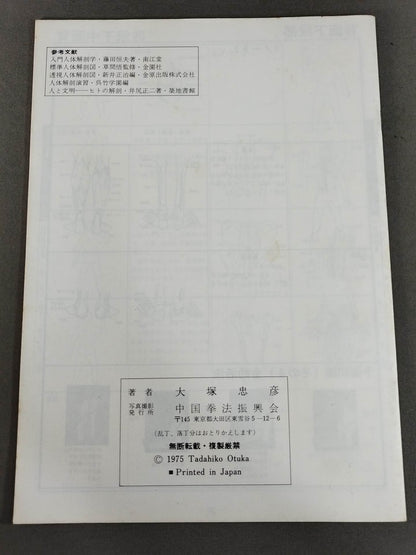 参考文献
入門人体解剖学・藤田恒夫著・南江堂
標準人体解剖図・草間悟監修・金園社
透視人体解剖図・新井正治編・金原出版株式会社
人体解剖演習・呉竹学園編
人と文明――ヒトの解剖・井尻正二著・築地書館
著者 大塚忠彦
写真撮影
発行所 中国拳法振興会
〒145 東京都大田区東雪谷5−12−6
(乱丁、落丁分はおとりかえします)
無断転載・複製厳禁
© 1975 Tadahiko Otuka
■ Printed in Japan